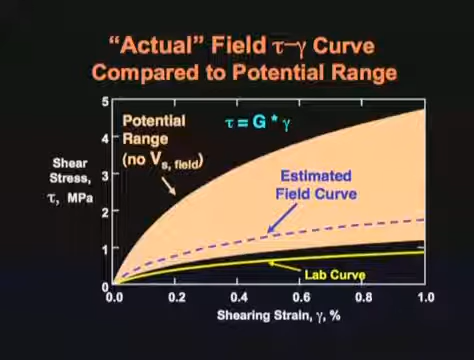 “Actual” Field τ–γ Curve
Compared to Potential Range
5
4
3
2
1
0
Shear
Stress,
τ, MPa
Potential
Range
(no Vs, field)
τ = G * γ
Estimated
Field Curve
Lab Curve
0.0 0.2 0.4 0.6 0.8 1.0
Shearing Strain, γ, %